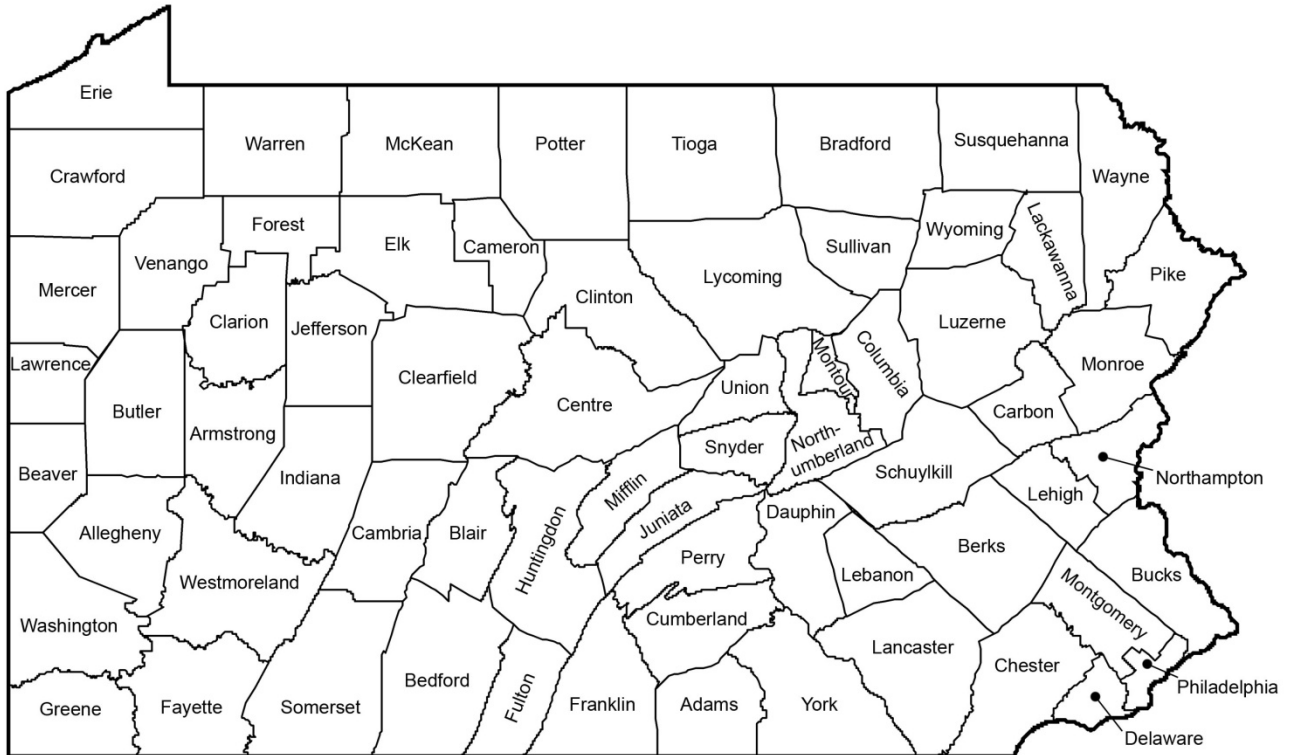 Erie
Warren
McKean
Potter
Tioga
Bradford
Susquehanna
Wayne
Crawford
Forest
Elk
Cameron
Sullivan
Wyoming
Lackawanna
Venango
Pike
Mercer
Clarion
Jefferson
Clinton
Lycoming
Luzerne
Lawrence
Clearfield
Centre
Union
Montour
Columbia
Monroe
Butler
Armstrong
Snyder
North-
umberland
Carbon
Beaver
Indiana
Mifflin
Juniata
Schuylkill
Lehigh
Northampton
Allegheny
Cambria
Blair
Huntingdon
Perry
Dauphin
Lebanon
Berks
Bucks
Westmoreland
Washington
Cumberland
Montgomery
Lancaster
Chester
Philadelphia
Greene
Fayette
Somerset
Bedford
Fulton
Franklin
Adams
York
Delaware